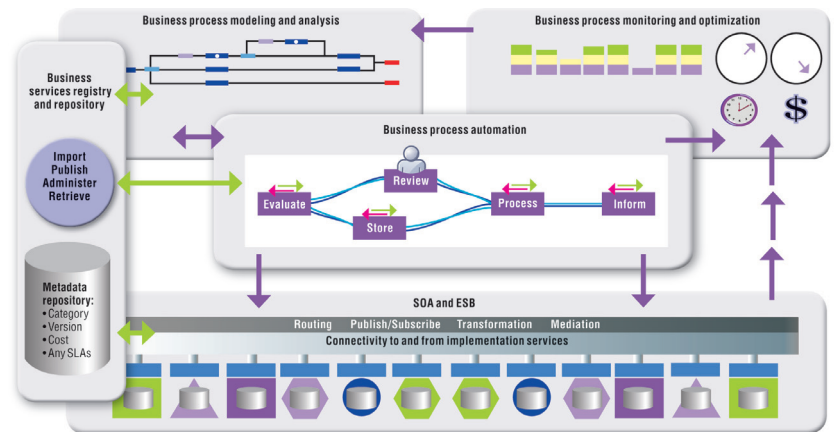 Business process modeling and analysis
Business process monitoring and optimization
Business
services registry
and repository
Import
Publish
Administer
Retrieve
Metadata
repository:
• Category
• Version
• Cost
• Any SLAs
$
Business process automation
Evaluate
Review
Store
Process
Inform
SOA and ESB
Routing Publish/Subscribe Transformation Mediation
Connectivity to and from implementation services